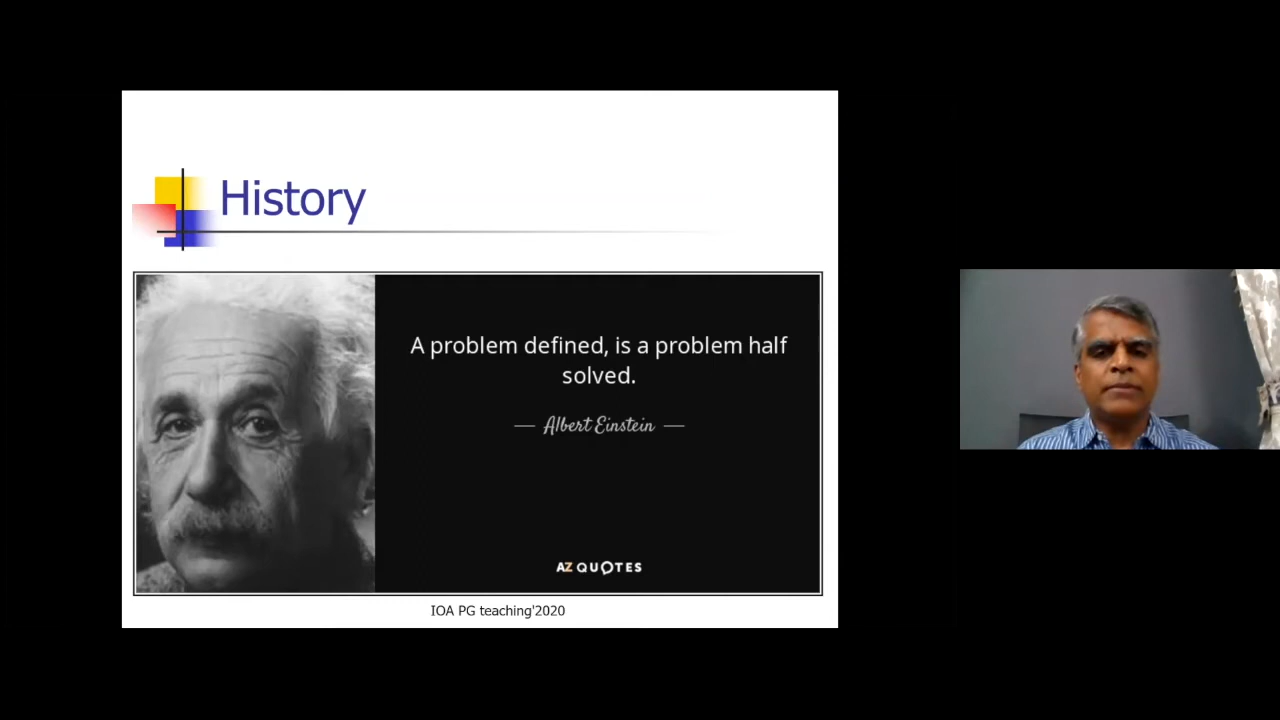 History
A problem defined, is a problem half
solved.
— Albert Einstein —
AZ QUOTES
IOA PG teaching'2020